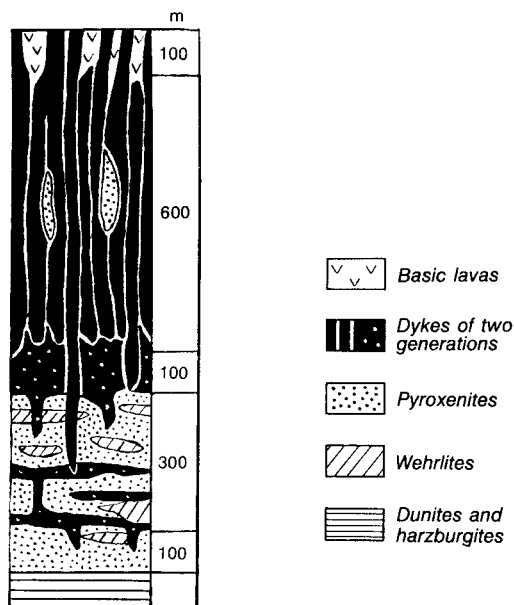 m
100
600
100
300
100
Basic lavas
Dykes of two
generations
Pyroxenites
Wehrlites
Dunites and
harzburgites